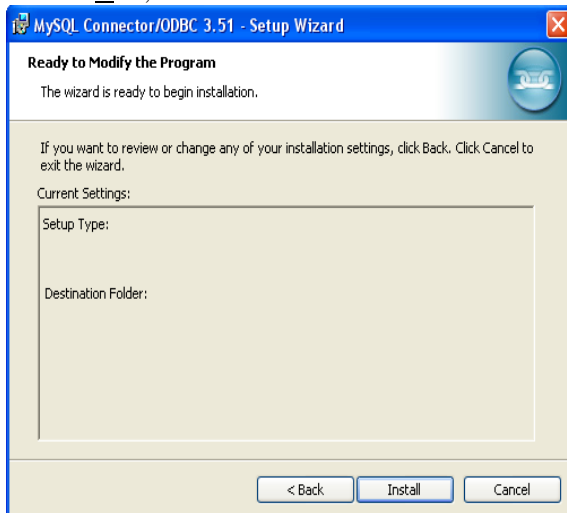 MySQL Connector/ODBC 3.51 - Setup Wizard
Ready to Modify the Program
The wizard is ready to begin installation.
If you want to review or change any of your installation settings, click Back. Click Cancel to
exit the wizard.
Current Settings:
Setup Type:
Destination Folder:
< Back Install Cancel